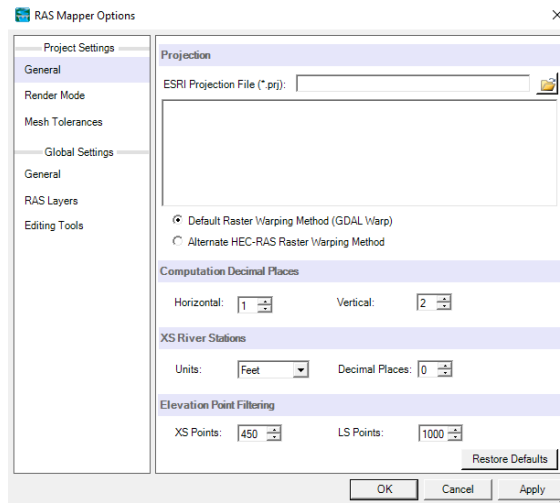 RAS Mapper Options
Project Settings
General
Render Mode
Mesh Tolerances
Global Settings
General
RAS Layers
Editing Tools
Projection
ESRI Projection File (*.prj):
Default Raster Warping Method (GDAL Warp)
Alternate HEC-RAS Raster Warping Method
Computation Decimal Places
Horizontal: 1 Vertical: 2
XS River Stations
Units: Feet Decimal Places: 0
Elevation Point Filtering
XS Points: 450 LS Points: 1000
Restore Defaults
OK Cancel Apply